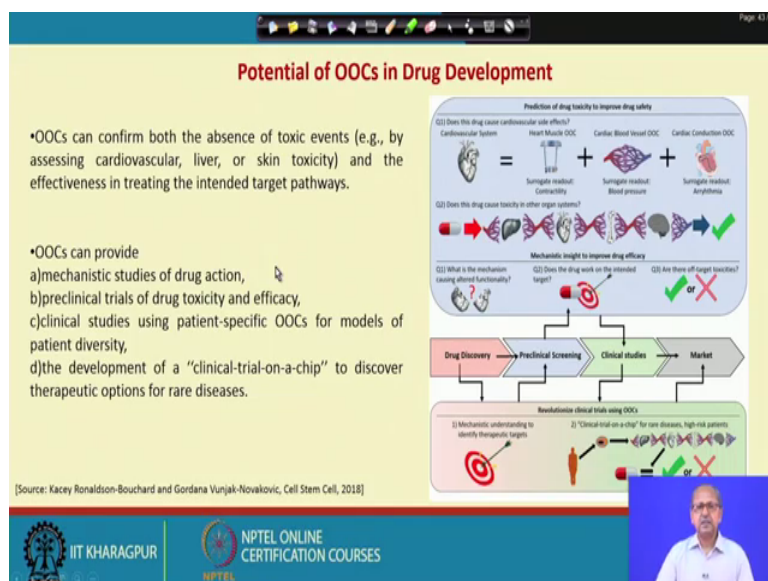 Page: 43
Potential of OOCs in Drug Development
•OOCs can confirm both the absence of toxic events (e.g., by
assessing cardiovascular, liver, or skin toxicity) and the
effectiveness in treating the intended target pathways.
•OOCs can provide
a)mechanistic studies of drug action,
b)preclinical trials of drug toxicity and efficacy,
c)clinical studies using patient-specific OOCs for models of
patient diversity,
d)the development of a "clinical-trial-on-a-chip" to discover
therapeutic options for rare diseases.
[Source: Kacey Ronaldson-Bouchard and Gordana Vunjak-Novakovic, Cell Stem Cell, 2018]
Prediction of drug toxicity to improve drug safety
Q1) Does this drug cause cardiovascular side effects?
Cardiovascular System
Heart Muscle OOC
Cardiac Blood Vessel OOC
Cardiac Conduction OOC
=
+
+
Surrogate readout:
Contractility
Surrogate readout:
Blood pressure
Surrogate readout:
Arryhthmia
Q2) Does this drug cause toxicity in other organ systems?
Mechanistic insight to improve drug efficacy
Q1) What is the mechanism
causing altered functionality?
Q2) Does the drug work on the intended
target?
Q3) Are there off-target toxicities?
?
or
Drug Discovery
Preclinical Screening
Clinical studies
Market
Revolutionize clinical trials using OOCs
1) Mechanistic understanding to
identify therapeutic targets
2) "Clinical-trial-on-a-chip" for rare diseases, high-risk patients
=
or
IIT KHARAGPUR
NPTEL
NPTEL ONLINE
CERTIFICATION COURSES